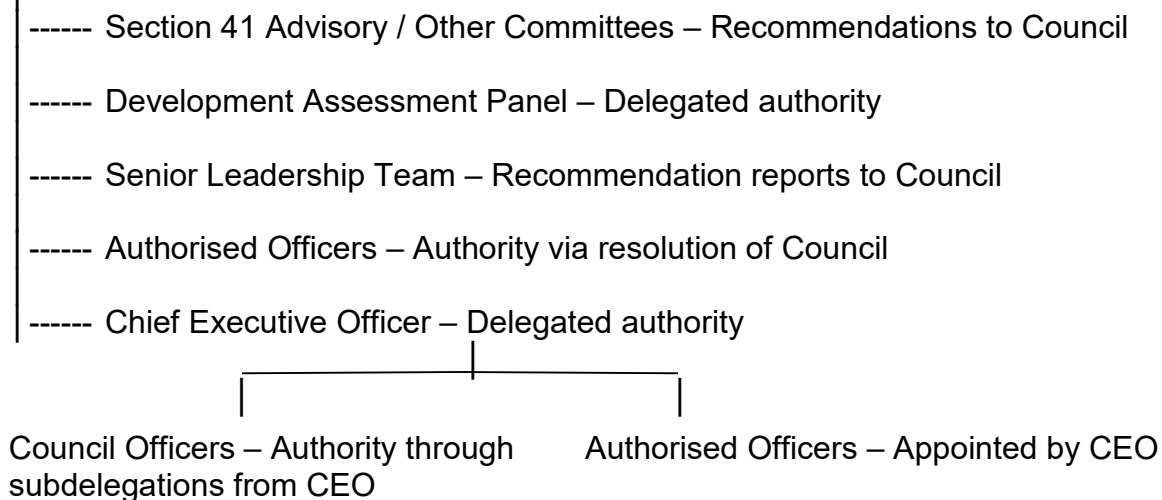 ------ Section 41 Advisory / Other Committees – Recommendations to Council
------ Development Assessment Panel – Delegated authority
------ Senior Leadership Team – Recommendation reports to Council
------ Authorised Officers – Authority via resolution of Council
------ Chief Executive Officer – Delegated authority
Council Officers – Authority through
subdelegations from CEO
Authorised Officers – Appointed by CEO